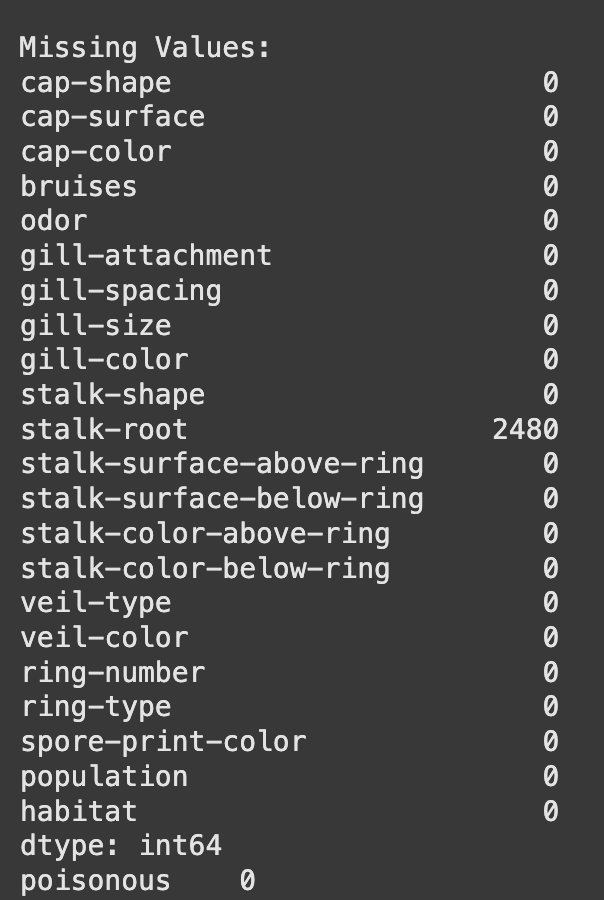 Missing Values:
cap-shape 0
cap-surface 0
cap-color 0
bruises 0
odor 0
gill-attachment 0
gill-spacing 0
gill-size 0
gill-color 0
stalk-shape 0
stalk-root 2480
stalk-surface-above-ring 0
stalk-surface-below-ring 0
stalk-color-above-ring 0
stalk-color-below-ring 0
veil-type 0
veil-color 0
ring-number 0
ring-type 0
spore-print-color 0
population 0
habitat 0
dtype: int64
poisonous 0